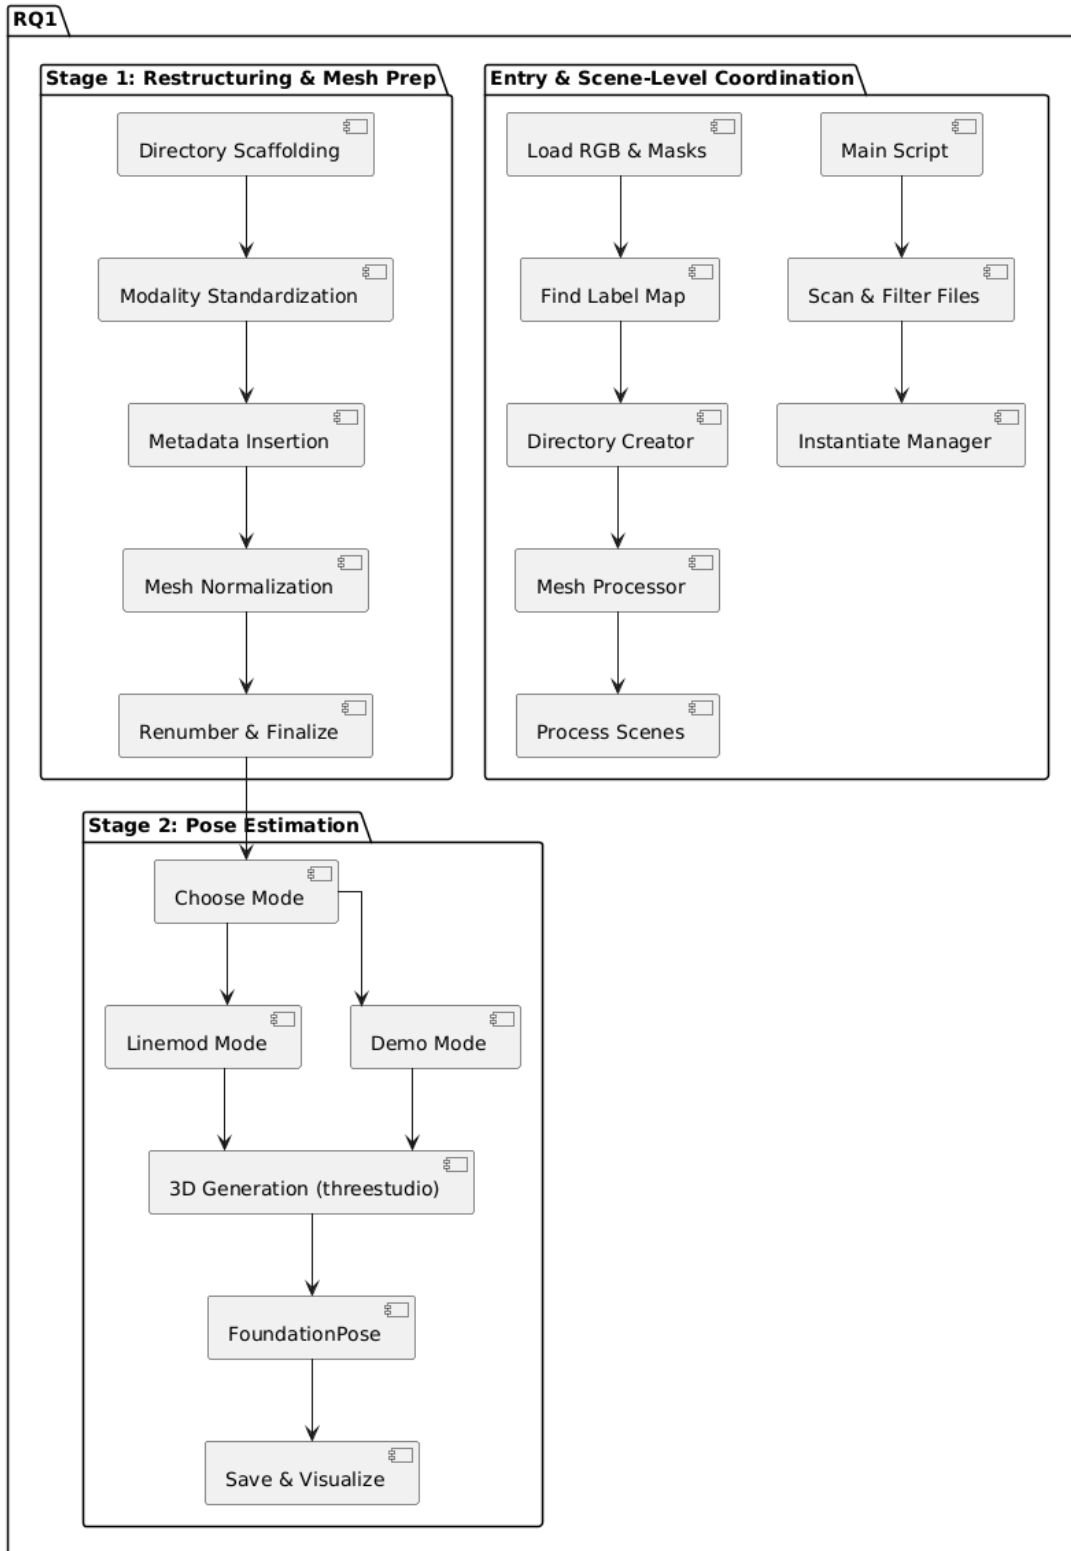 RQ1
Stage 1: Restructuring & Mesh Prep
Directory Scaffolding
Modality Standardization
Metadata Insertion
Mesh Normalization
Renumber & Finalize
Entry & Scene-Level Coordination
Load RGB & Masks
Find Label Map
Directory Creator
Mesh Processor
Process Scenes
Main Script
Scan & Filter Files
Instantiate Manager
Stage 2: Pose Estimation
Choose Mode
Linemod Mode
Demo Mode
3D Generation (threestudio)
FoundationPose
Save & Visualize